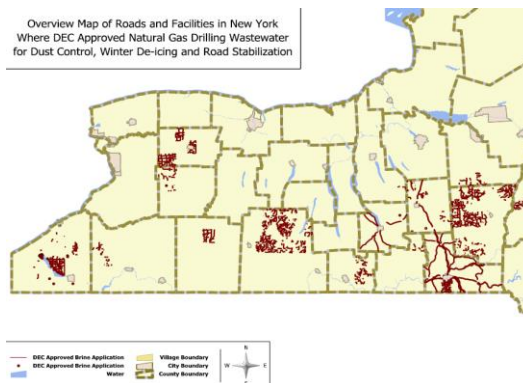 Overview Map of Roads and Facilities in New York
Where DEC Approved Natural Gas Drilling Wastewater
for Dust Control, Winter De-icing and Road Stabilization
DEC Approved Brine Application
DEC Approved Brine Application
Water
Village Boundary
City Boundary
County Boundary
N
W
E
S